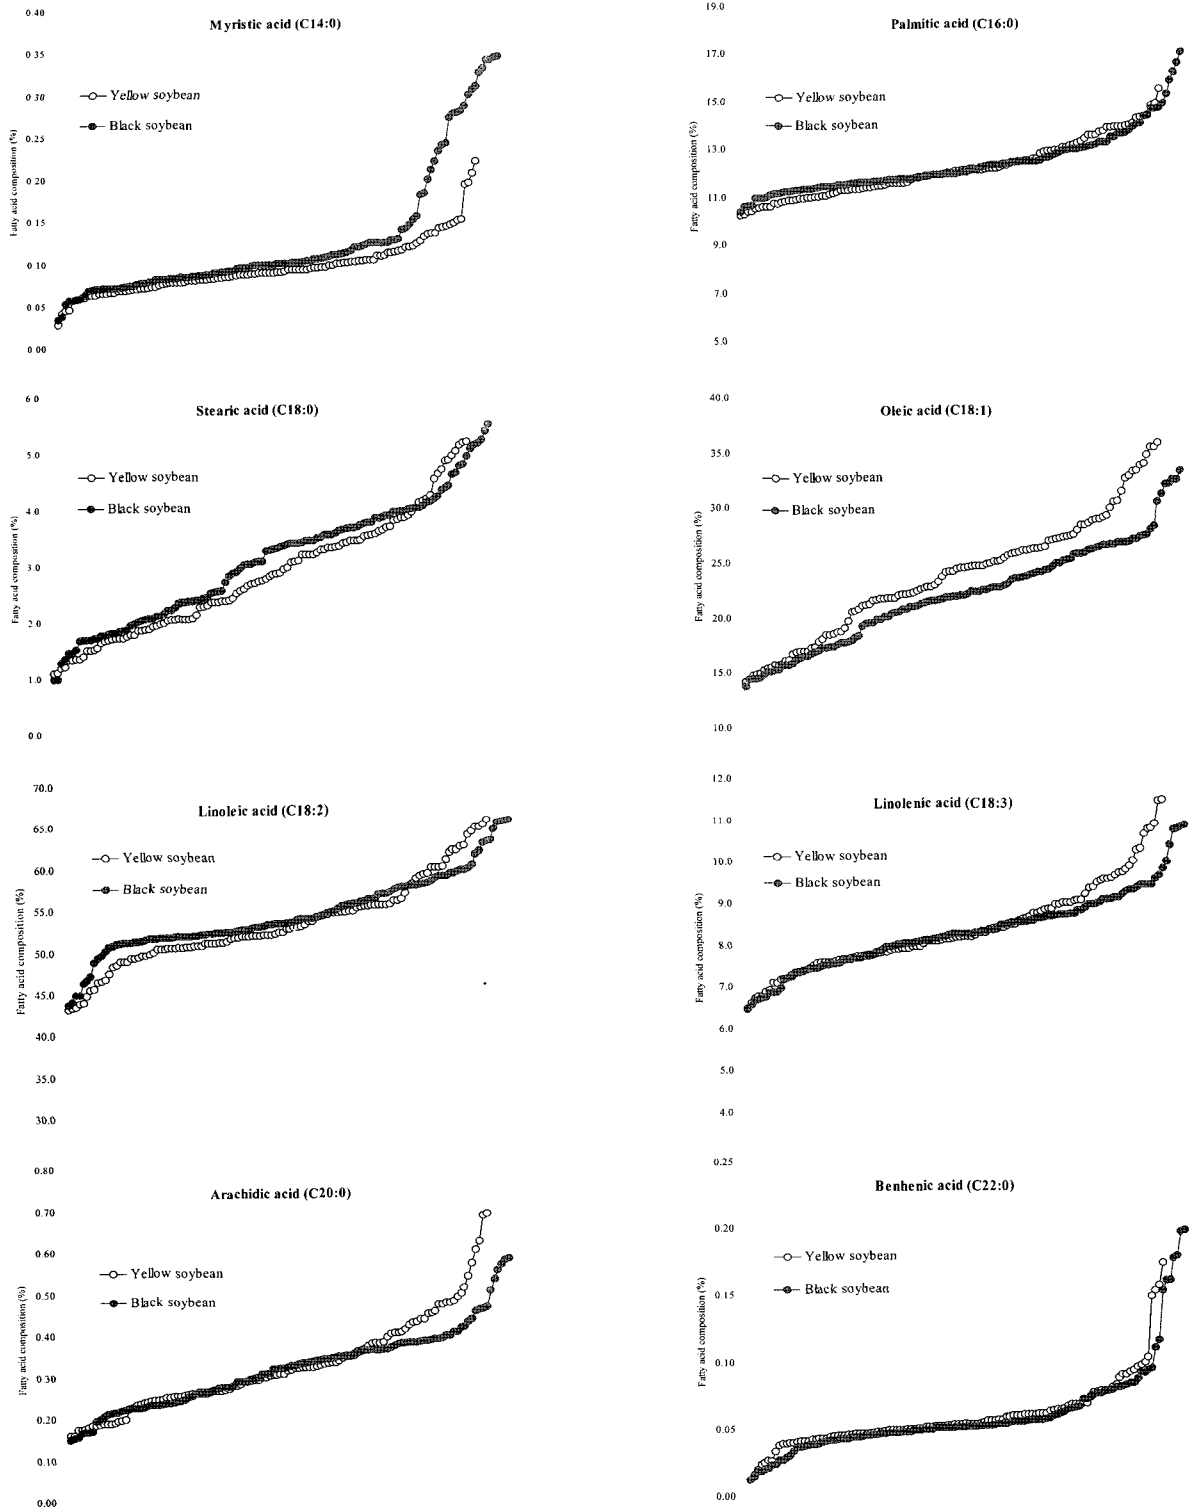 Myristic acid (C14:0)
0.40
0.35
0.30
0.25
0.20
0.15
0.10
0.05
0.00
Fatty acid composition (%)
Yellow soybean
Black soybean
Palmitic acid (C16:0)
19.0
17.0
15.0
13.0
11.0
9.0
7.0
5.0
Fatty acid composition (%)
Yellow soybean
Black soybean
Stearic acid (C18:0)
6.0
5.0
4.0
3.0
2.0
1.0
0.0
Fatty acid composition (%)
Yellow soybean
Black soybean
Oleic acid (C18:1)
40.0
35.0
30.0
25.0
20.0
15.0
10.0
Fatty acid composition (%)
Yellow soybean
Black soybean
Linoleic acid (C18:2)
70.0
65.0
60.0
55.0
50.0
45.0
40.0
35.0
30.0
Fatty acid composition (%)
Yellow soybean
Black soybean
Linolenic acid (C18:3)
12.0
11.0
10.0
9.0
8.0
7.0
6.0
5.0
4.0
Fatty acid composition (%)
Yellow soybean
Black soybean
Arachidic acid (C20:0)
0.80
0.70
0.60
0.50
0.40
0.30
0.20
0.10
0.00
Fatty acid composition (%)
Yellow soybean
Black soybean
Benhenic acid (C22:0)
0.25
0.20
0.15
0.10
0.05
0.00
Fatty acid composition (%)
Yellow soybean
Black soybean